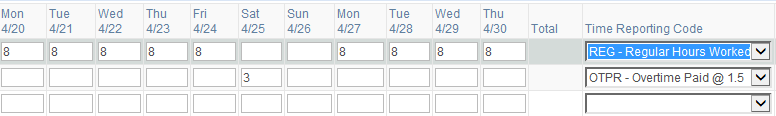 Mon Tue Wed Thu Fri Sat Sun Mon Tue Wed Thu Total Time Reporting Code
4/20 4/21 4/22 4/23 4/24 4/25 4/26 4/27 4/28 4/29 4/30
8 8 8 8 8 8 8 8 8 REG - Regular Hours Worked
3 OTPR - Overtime Paid @ 1.5